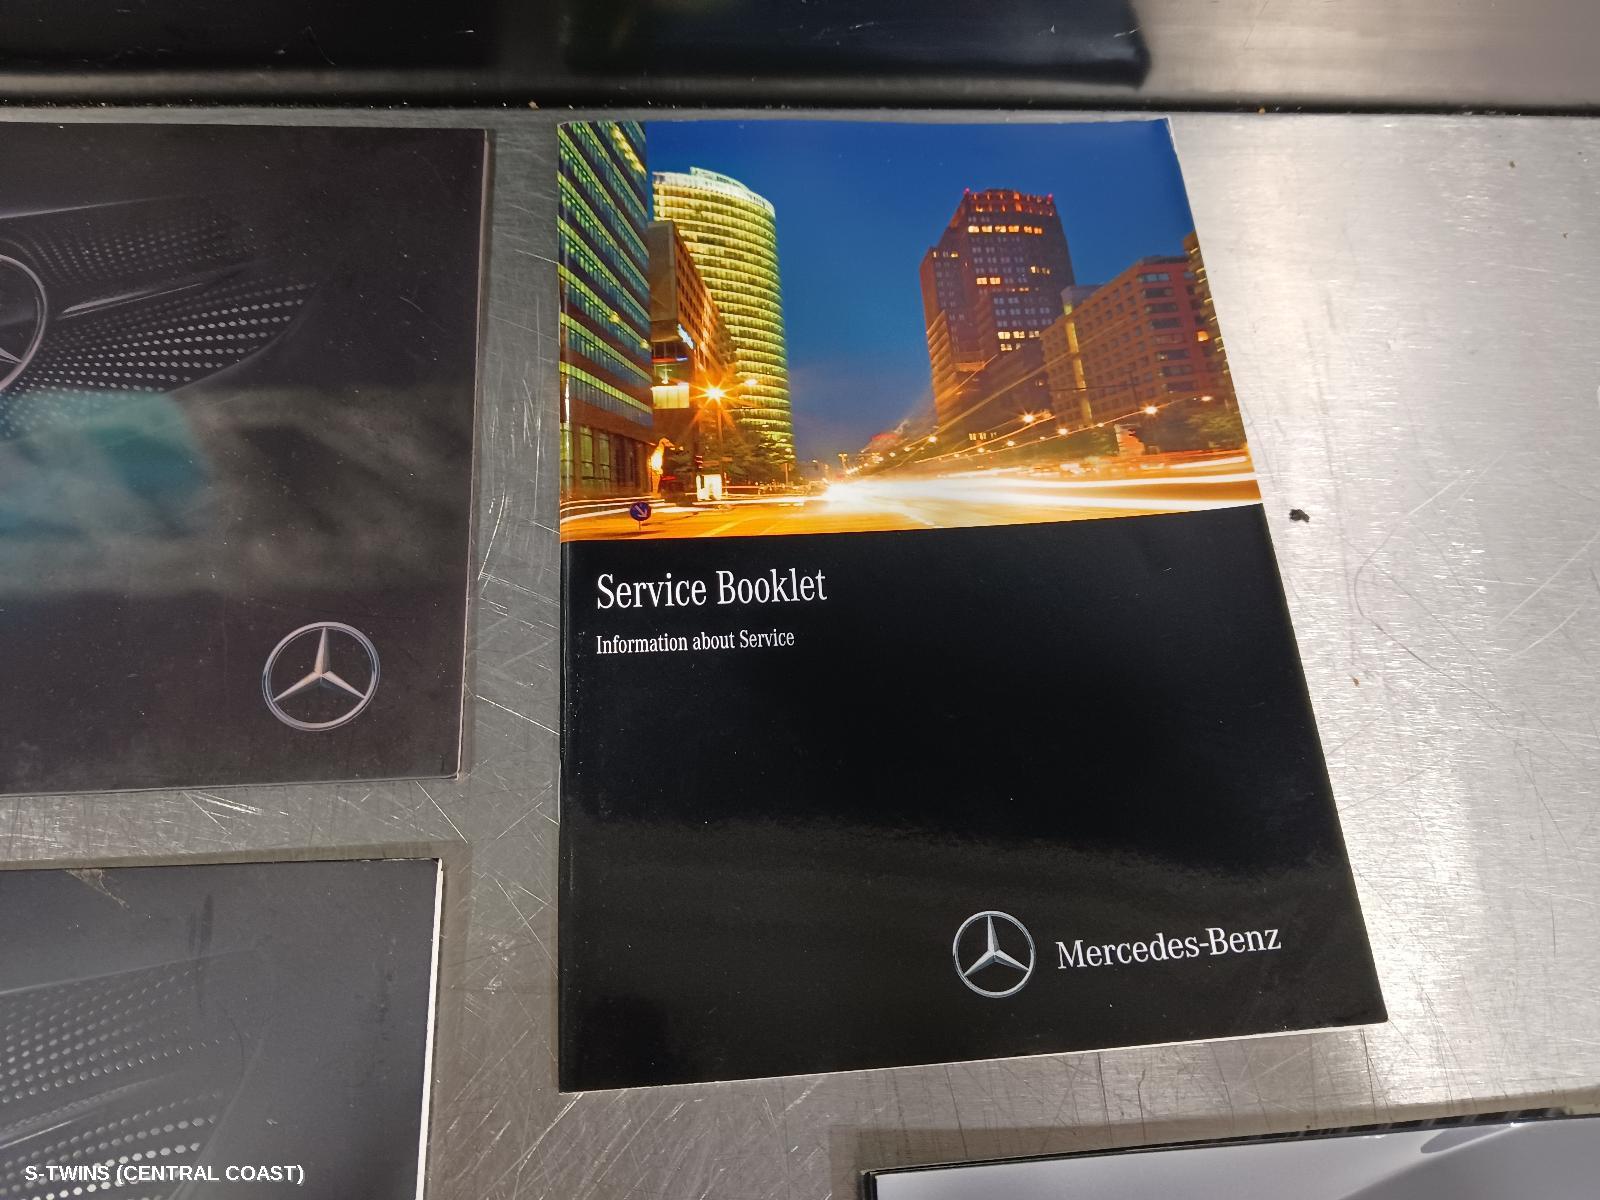 Service Booklet
Information about Service
Mercedes-Benz
S-TWINS (CENTRAL COAST)